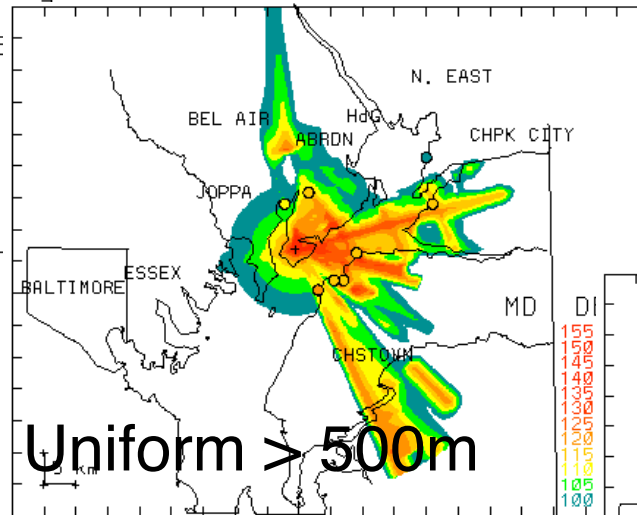 N. EAST
BEL AIR
HdG
ABRDN
CHPK CITY
JOPPA
ESSEX
BALTIMORE
MD
CHSTOWN
155
150
145
140
135
130
125
120
115
110
105
100
Uniform > 500m
km